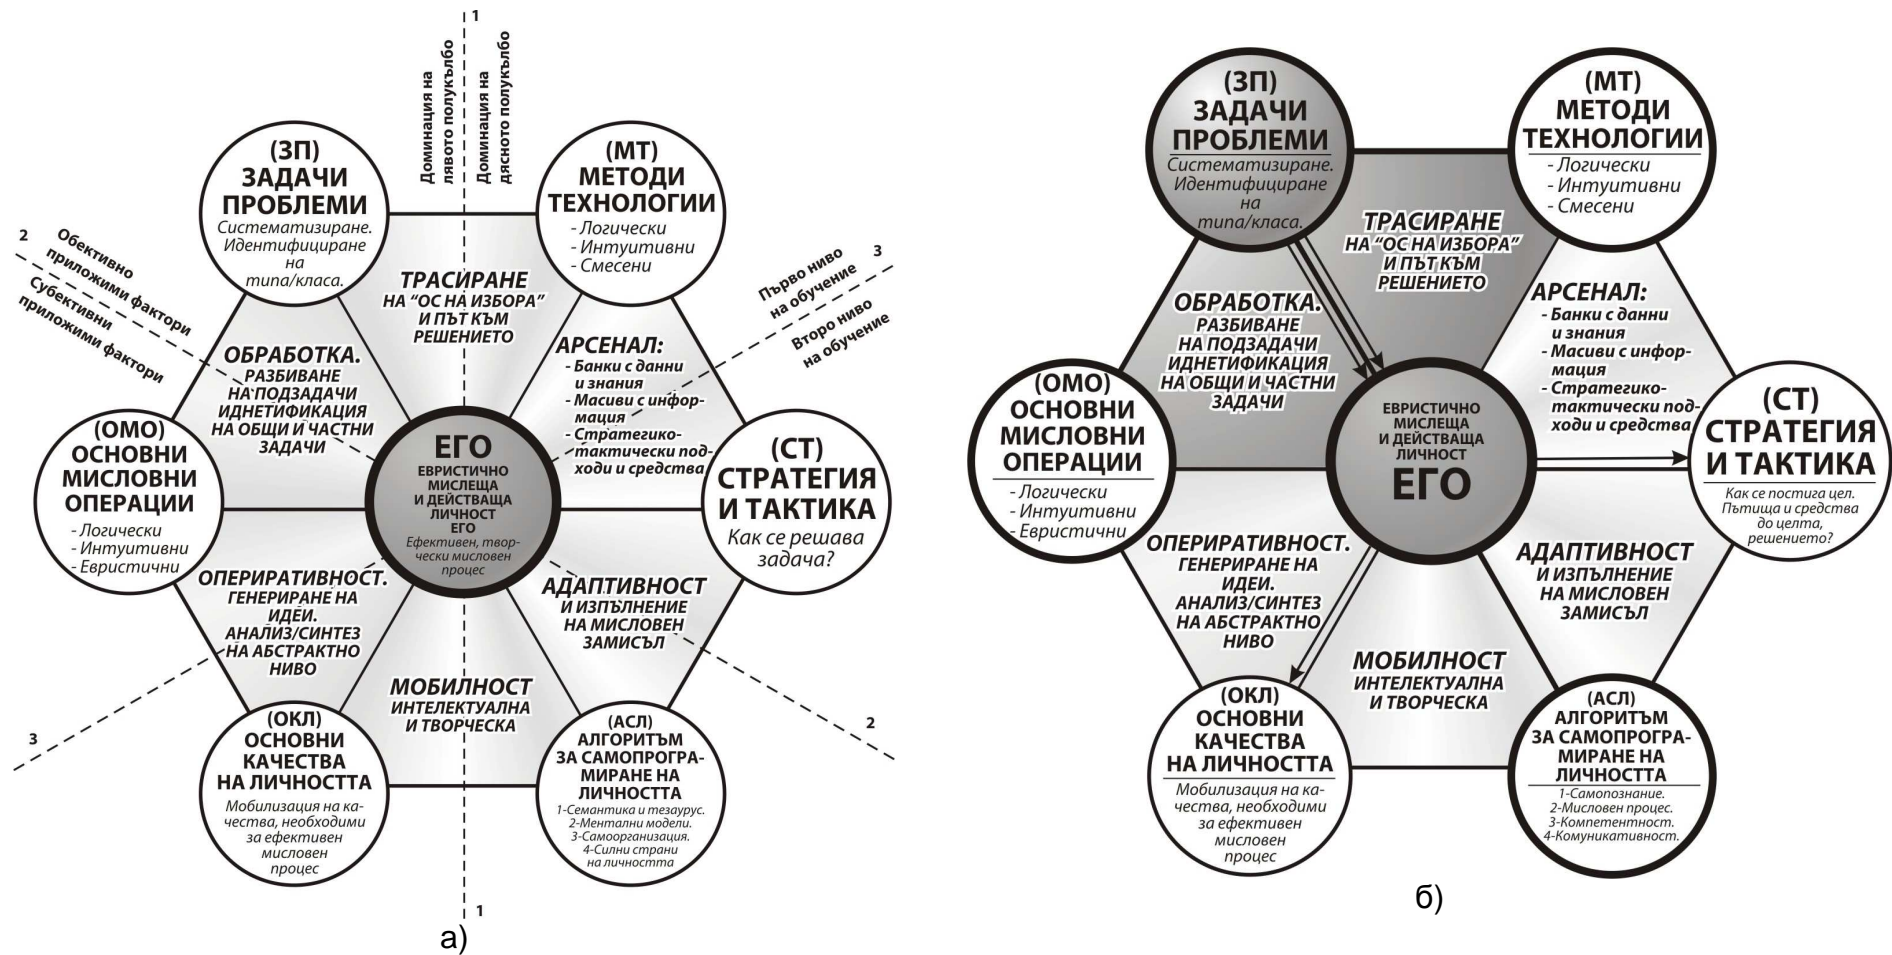 1
Доминация на
лявото полукълбо
Доминация на
дясното полукълбо
(ЗП)
ЗАДАЧИ
ПРОБЛЕМИ
Систематизиране.
Идентифициране
на
типа/класа.
(МТ)
МЕТОДИ
ТЕХНОЛОГИИ
- Логически
- Интуитивни
- Смесени
2
Обективно
приложими фактори
Субективни
приложими фактори
3
Първо ниво
на обучение
Второ ниво
на обучение
ТРАСИРАНЕ
НА “ОС НА ИЗБОРА”
И ПЪТ КЪМ
РЕШЕНИЕТО
ОБРАБОТКА.
РАЗБИВАНЕ
НА ПОДЗАДАЧИ
ИДНЕТИФИКАЦИЯ
НА ОБЩИ И ЧАСТНИ
ЗАДАЧИ
АРСЕНАЛ:
- Банки с данни
и знания
- Масиви с инфор-
мация
- Стратегико-
тактически под-
ходи и средства
(ОМО)
ОСНОВНИ
МИСЛОВНИ
ОПЕРАЦИИ
- Логически
- Интуитивни
- Евристични
ЕГО
ЕВРИСТИЧНО
МИСЛЕЩА
И ДЕЙСТВАЩА
ЛИЧНОСТ
ЕГО
Ефективен, твор-
чески мисловен
процес
(СТ)
СТРАТЕГИЯ
И ТАКТИКА
Как се решава
задача?
ОПЕРИРАТИВНОСТ.
ГЕНЕРИРАНЕ НА
ИДЕИ.
АНАЛИЗ/СИНТЕЗ
НА АБСТРАКТНО
НИВО
АДАПТИВНОСТ
И ИЗПЪЛНЕНИЕ
НА МИСЛОВЕН
ЗАМИСЪЛ
МОБИЛНОСТ
ИНТЕЛЕКТУАЛНА
И ТВОРЧЕСКА
3
2
(ОКЛ)
ОСНОВНИ
КАЧЕСТВА
НА ЛИЧНОСТТА
Мобилизация на ка-
чества, необходими
за ефективен
мисловен
процес
(АСЛ)
АЛГОРИТЪМ
ЗА САМОПРОГРА-
МИРАНЕ НА
ЛИЧНОСТТА
1-Семантика и тезаурус.
2-Ментални модели.
3-Самоорганизация.
4-Силни страни
на личността
1
а)
(ЗП)
ЗАДАЧИ
ПРОБЛЕМИ
Систематизиране.
Идентифициране
на
типа/класа.
(МТ)
МЕТОДИ
ТЕХНОЛОГИИ
- Логически
- Интуитивни
- Смесени
ТРАСИРАНЕ
НА “ОС НА ИЗБОРА”
И ПЪТ КЪМ
РЕШЕНИЕТО
ОБРАБОТКА.
РАЗБИВАНЕ
НА ПОДЗАДАЧИ
ИДНЕТИФИКАЦИЯ
НА ОБЩИ И ЧАСТНИ
ЗАДАЧИ
АРСЕНАЛ:
- Банки с данни
и знания
- Масиви с инфор-
мация
- Стратегико-
тактически под-
ходи и средства
(ОМО)
ОСНОВНИ
МИСЛОВНИ
ОПЕРАЦИИ
- Логически
- Интуитивни
- Евристични
ЕВРИСТИЧНО
МИСЛЕЩА
И ДЕЙСТВАЩА
ЛИЧНОСТ
ЕГО
(СТ)
СТРАТЕГИЯ
И ТАКТИКА
Как се постига цел.
Пътища и средства
до целта,
решението?
ОПЕРИРАТИВНОСТ.
ГЕНЕРИРАНЕ НА
ИДЕИ.
АНАЛИЗ/СИНТЕЗ
НА АБСТРАКТНО
НИВО
АДАПТИВНОСТ
И ИЗПЪЛНЕНИЕ
НА МИСЛОВЕН
ЗАМИСЪЛ
МОБИЛНОСТ
ИНТЕЛЕКТУАЛНА
И ТВОРЧЕСКА
(ОКЛ)
ОСНОВНИ
КАЧЕСТВА
НА ЛИЧНОСТТА
Мобилизация на ка-
чества, необходими
за ефективен
мисловен
процес
(АСЛ)
АЛГОРИТЪМ
ЗА САМОПРОГРА-
МИРАНЕ НА
ЛИЧНОСТТА
1-Самопознание.
2-Мисловен процес.
3-Компетентност.
4-Комуникативност.
б)